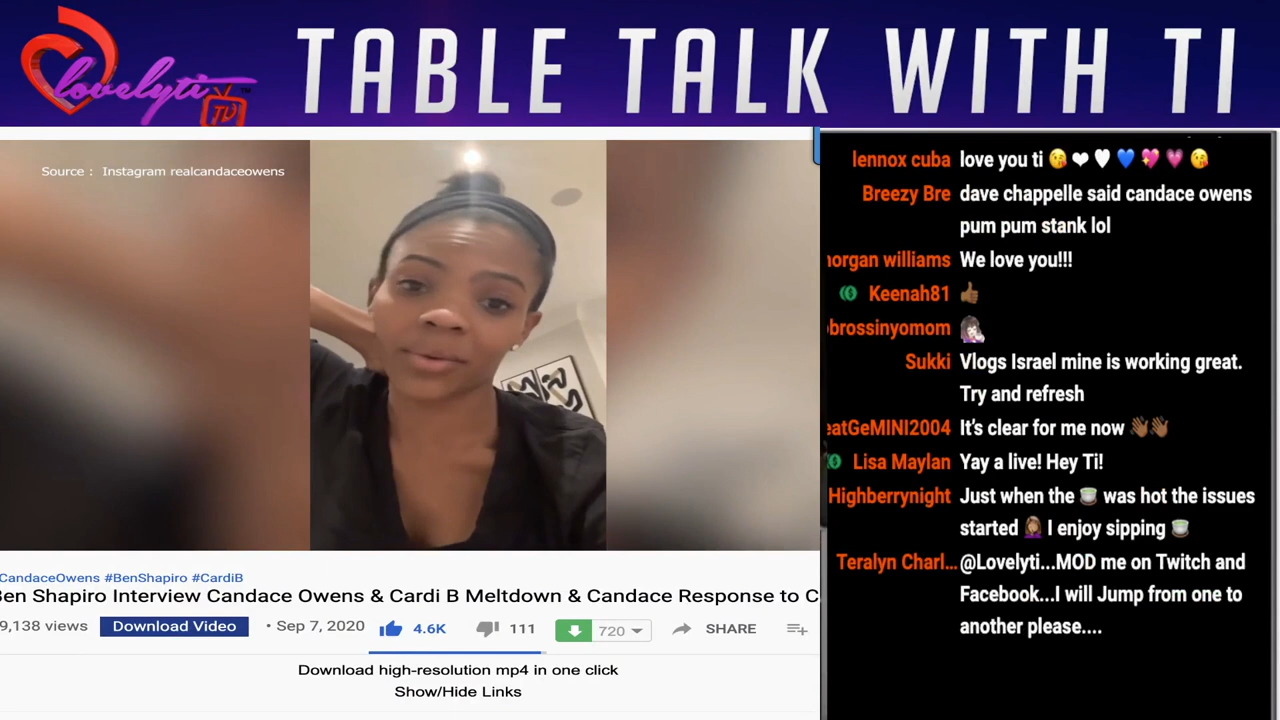 lovelyti TV
TABLE TALK WITH TI
Source : Instagram realcandaceowens
lennox cuba love you ti 😘 ❤ 🤍 💙 💖 💗 😘
Breezy Bre dave chappelle said candace owens
pum pum stank lol
organ williams We love you!!!
Keenah81 👍🏾
brossinyomom
Sukki Vlogs Israel mine is working great.
Try and refresh
eatGeMINI2004 It's clear for me now 👋🏾👋🏾
Lisa Maylan Yay a live! Hey Ti!
Highberrynight Just when the 🍵 was hot the issues
started 🤦🏽‍♀️ I enjoy sipping 🍵
Teralyn Charl... @Lovelyti...MOD me on Twitch and
Facebook...I will Jump from one to
another please....
CandaceOwens #BenShapiro #CardiB
Ben Shapiro Interview Candace Owens & Cardi B Meltdown & Candace Response to C
9,138 views Download Video • Sep 7, 2020 4.6K 111 720 SHARE
Download high-resolution mp4 in one click
Show/Hide Links